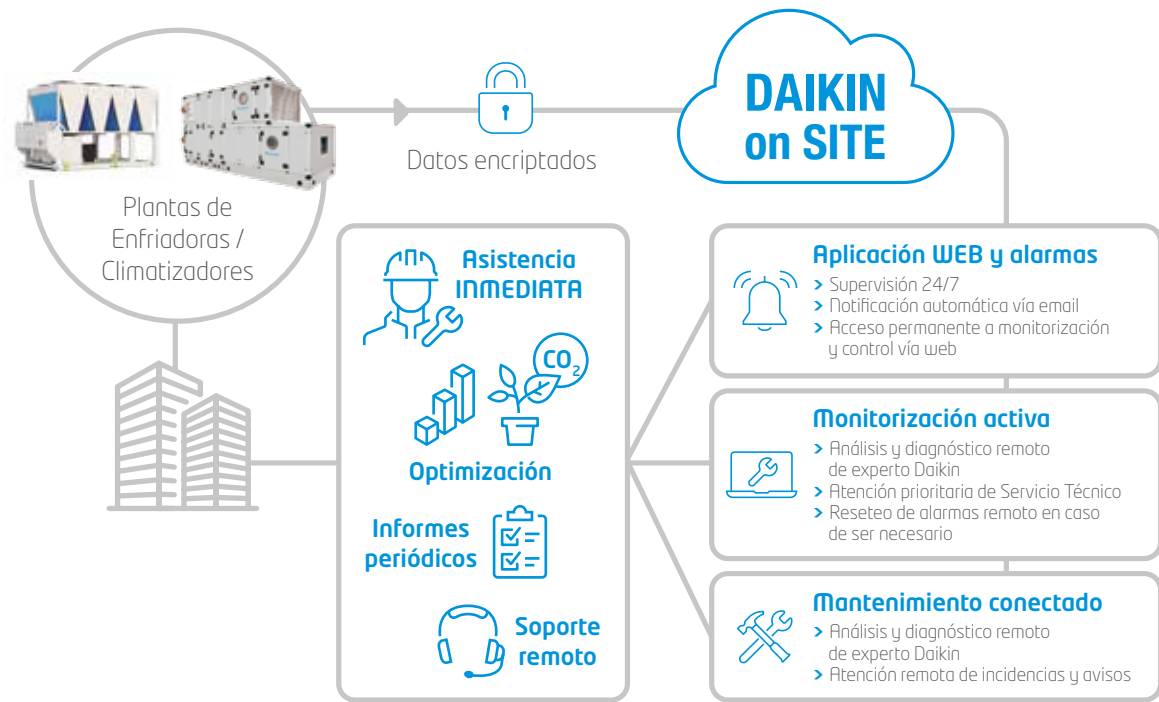 DAIKIN
on SITE
Datos encriptados
Plantas de
Enfriadoras /
Climatizadores
Asistencia
INMEDIATA
CO₂
Optimización
Informes
periódicos
Soporte
remoto
Aplicación WEB y alarmas
> Supervisión 24/7
> Notificación automática vía email
> Acceso permanente a monitorización
y control vía web
Monitorización activa
> Análisis y diagnóstico remoto
de experto Daikin
> Atención prioritaria de Servicio Técnico
> Reseteo de alarmas remoto en caso
de ser necesario
Mantenimiento conectado
> Análisis y diagnóstico remoto
de experto Daikin
> Atención remota de incidencias y avisos